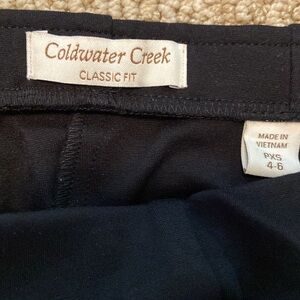 Coldwater Creek
CLASSIC FIT
MADE IN
VIETNAM
PXS
4-6